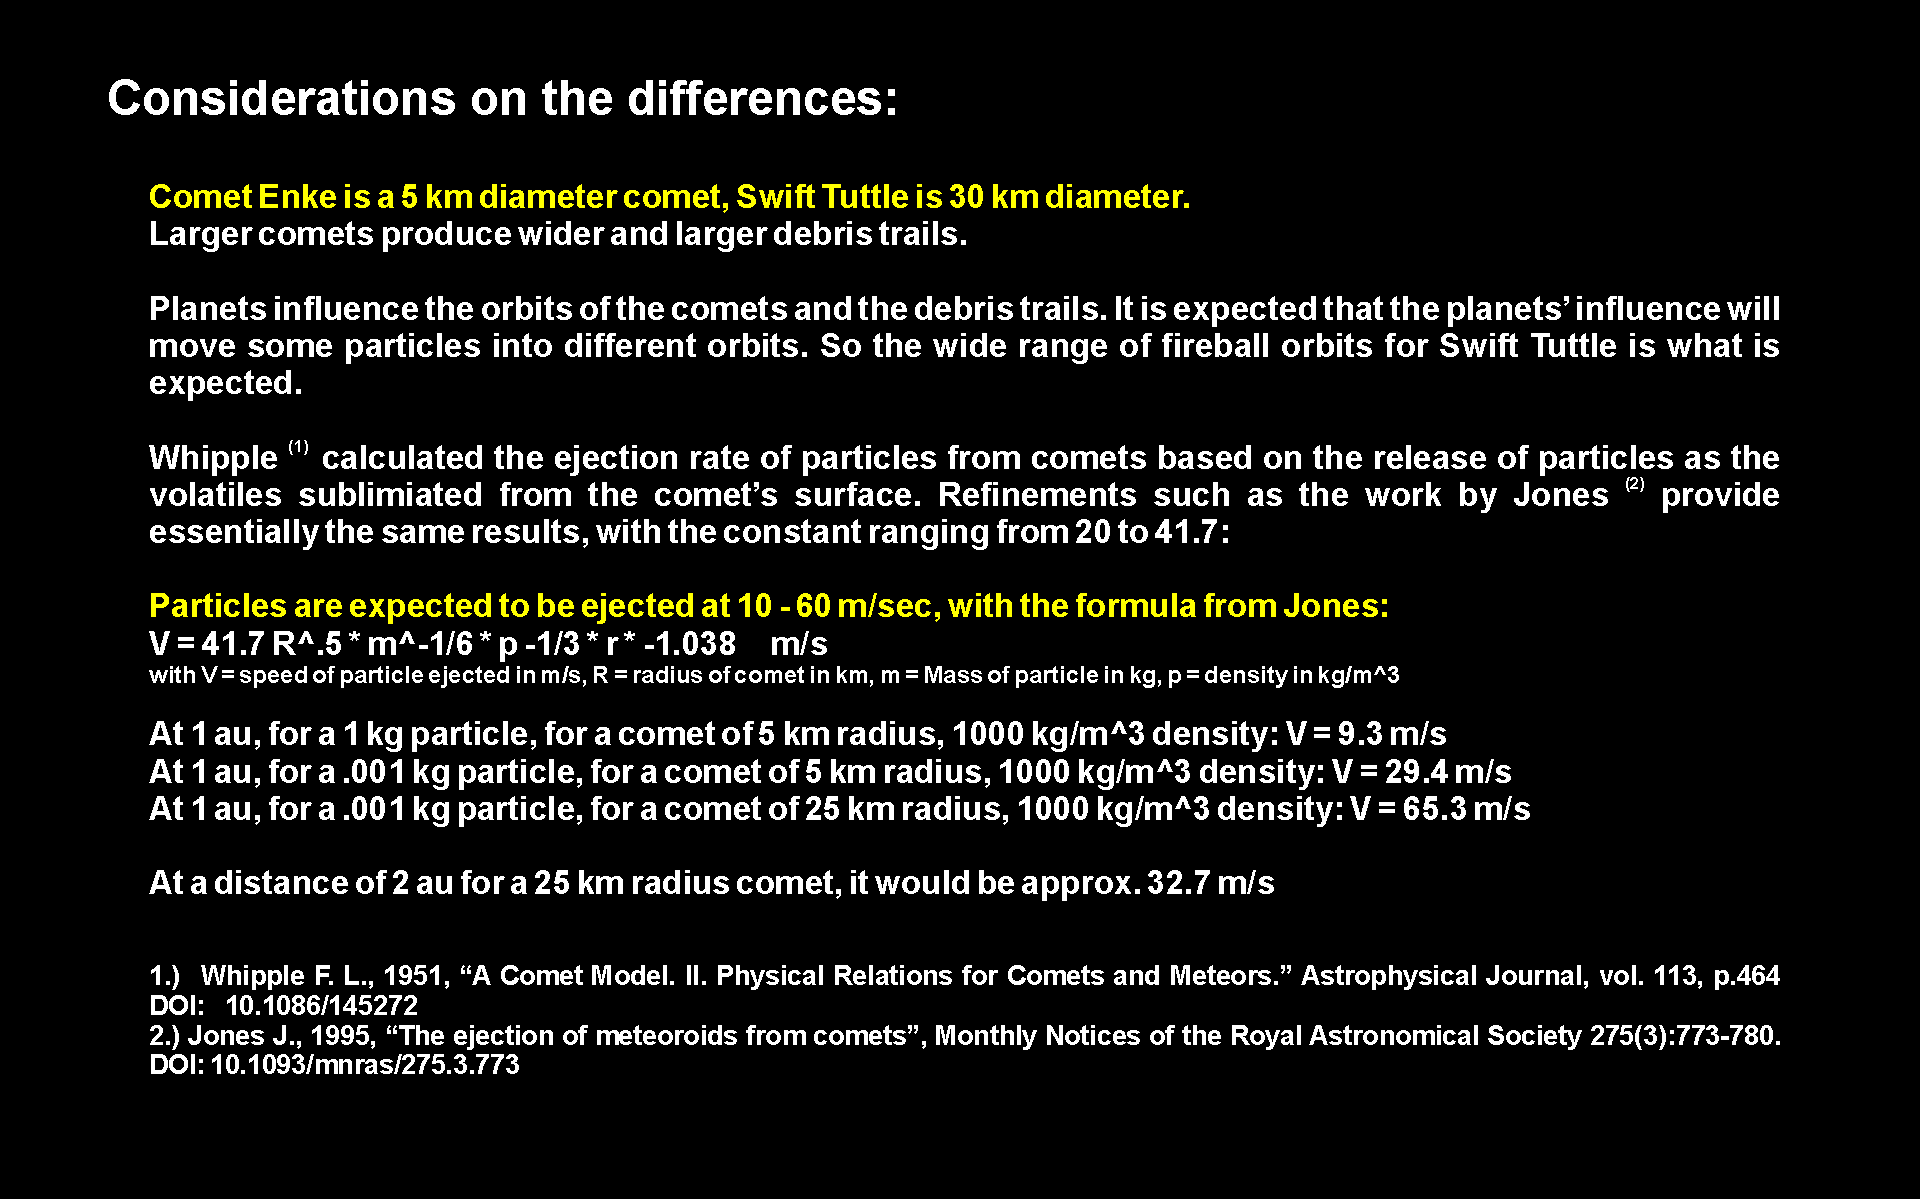 Considerations on the differences:
Comet Enke is a 5 km diameter comet, Swift Tuttle is 30 km diameter.
Larger comets produce wider and larger debris trails.
Planets influence the orbits of the comets and the debris trails. It is expected that the planets’ influence will
move some particles into different orbits. So the wide range of fireball orbits for Swift Tuttle is what is
expected.
Whipple (1) calculated the ejection rate of particles from comets based on the release of particles as the
volatiles sublimiated from the comet’s surface. Refinements such as the work by Jones (2) provide
essentially the same results, with the constant ranging from 20 to 41.7:
Particles are expected to be ejected at 10 - 60 m/sec, with the formula from Jones:
V = 41.7 R^.5 * m^-1/6 * p -1/3 * r * -1.038 m/s
with V = speed of particle ejected in m/s, R = radius of comet in km, m = Mass of particle in kg, p = density in kg/m^3
At 1 au, for a 1 kg particle, for a comet of 5 km radius, 1000 kg/m^3 density: V = 9.3 m/s
At 1 au, for a .001 kg particle, for a comet of 5 km radius, 1000 kg/m^3 density: V = 29.4 m/s
At 1 au, for a .001 kg particle, for a comet of 25 km radius, 1000 kg/m^3 density: V = 65.3 m/s
At a distance of 2 au for a 25 km radius comet, it would be approx. 32.7 m/s
1.) Whipple F. L., 1951, “A Comet Model. II. Physical Relations for Comets and Meteors.” Astrophysical Journal, vol. 113, p.464
DOI: 10.1086/145272
2.) Jones J., 1995, “The ejection of meteoroids from comets”, Monthly Notices of the Royal Astronomical Society 275(3):773-780.
DOI: 10.1093/mnras/275.3.773